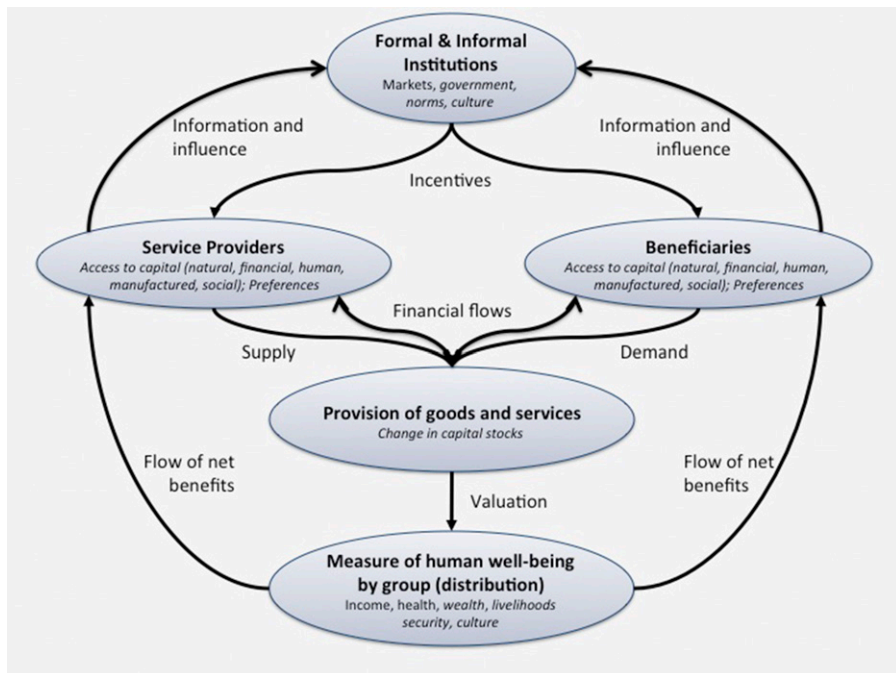 Formal & Informal
Institutions
Markets, government,
norms, culture
Information and
influence
Information and
influence
Incentives
Service Providers
Access to capital (natural, financial, human,
manufactured, social); Preferences
Beneficiaries
Access to capital (natural, financial, human,
manufactured, social); Preferences
Financial flows
Supply
Demand
Provision of goods and services
Change in capital stocks
Flow of net
benefits
Flow of net
benefits
Valuation
Measure of human well-being
by group (distribution)
Income, health, wealth, livelihoods
security, culture